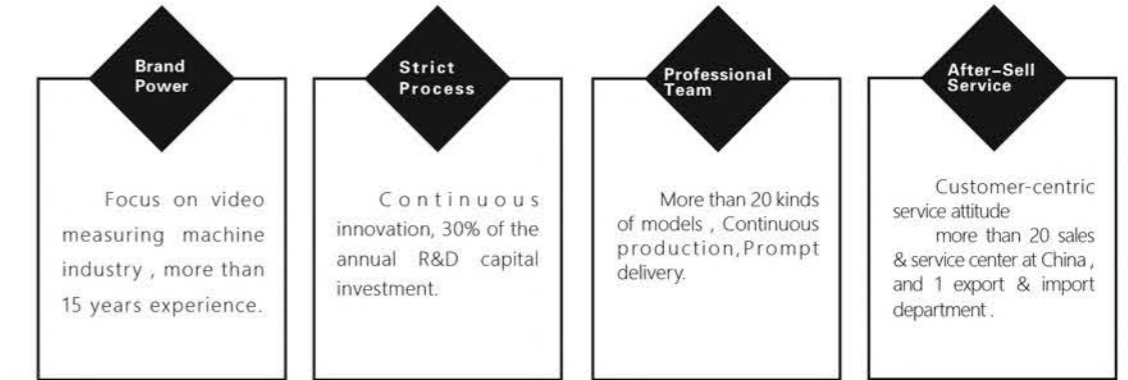 Brand
Power
Focus on video
measuring machine
industry , more than
15 years experience.
Strict
Process
Continuous
innovation, 30% of the
annual R&D capital
investment.
Professional
Team
More than 20 kinds
of models , Continuous
production,Prompt
delivery.
After-Sell
Service
Customer-centric
service attitude
more than 20 sales
& service center at China ,
and 1 export & import
department .